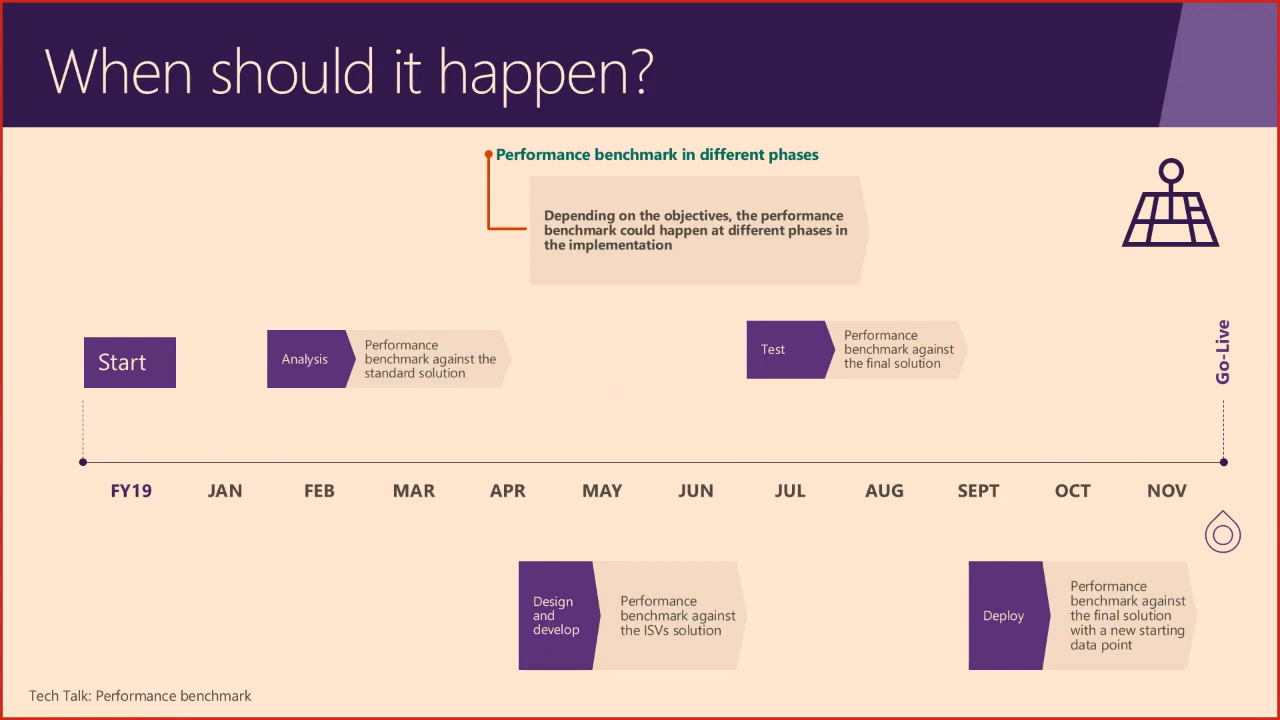 When should it happen?
Performance benchmark in different phases
Depending on the objectives, the performance
benchmark could happen at different phases in
the implementation
Start
Analysis
Performance
benchmark against the
standard solution
Test
Performance
benchmark against
the final solution
Go-Live
FY19 JAN FEB MAR APR MAY JUN JUL AUG SEPT OCT NOV
Design
and
develop
Performance
benchmark against
the ISVs solution
Deploy
Performance
benchmark against
the final solution
with a new starting
data point
Tech Talk: Performance benchmark